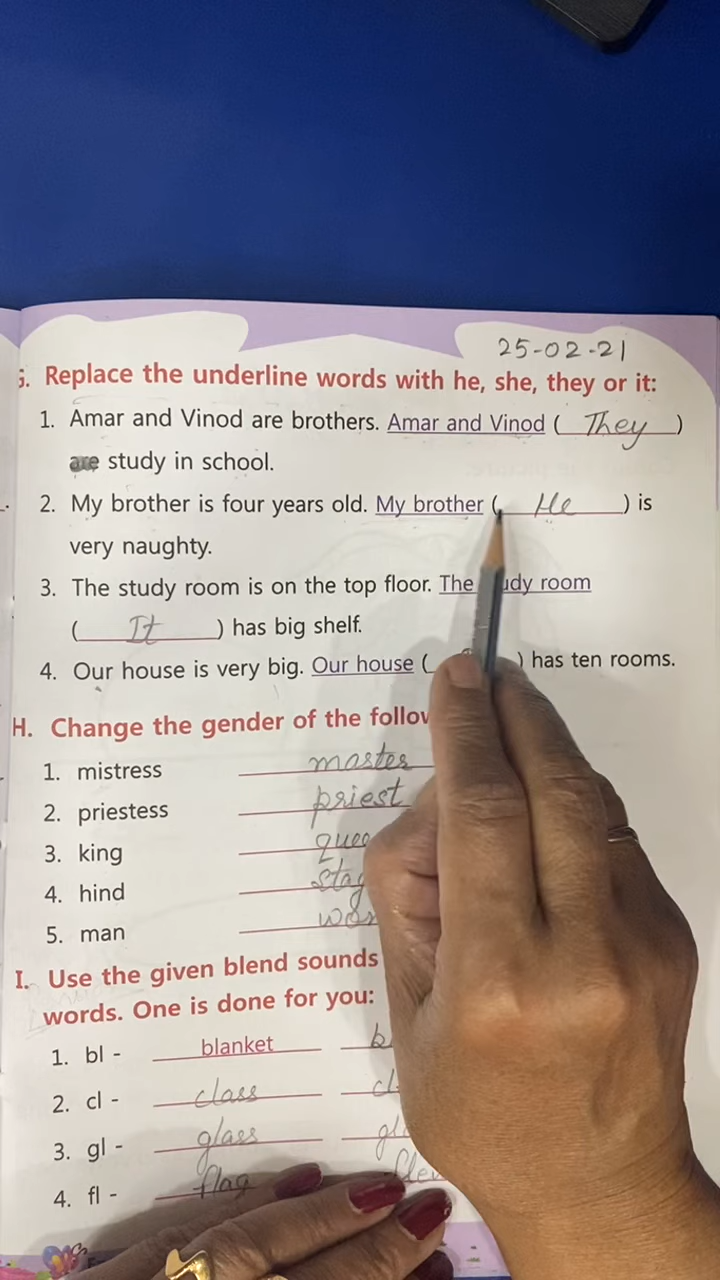 25-02-21
G. Replace the underline words with he, she, they or it:
1. Amar and Vinod are brothers. Amar and Vinod ( They )
are study in school.
2. My brother is four years old. My brother ( He ) is
very naughty.
3. The study room is on the top floor. The room
( It ) has big shelf.
4. Our house is very big. Our house ( ) has ten rooms.
H. Change the gender of the
1. mistress master
2. priestess priest
3. king
4. hind
5. man
I. Use the given blend sounds
words. One is done for you:
1. bl - blanket
2. cl - class
3. gl - glass
4. fl - flag